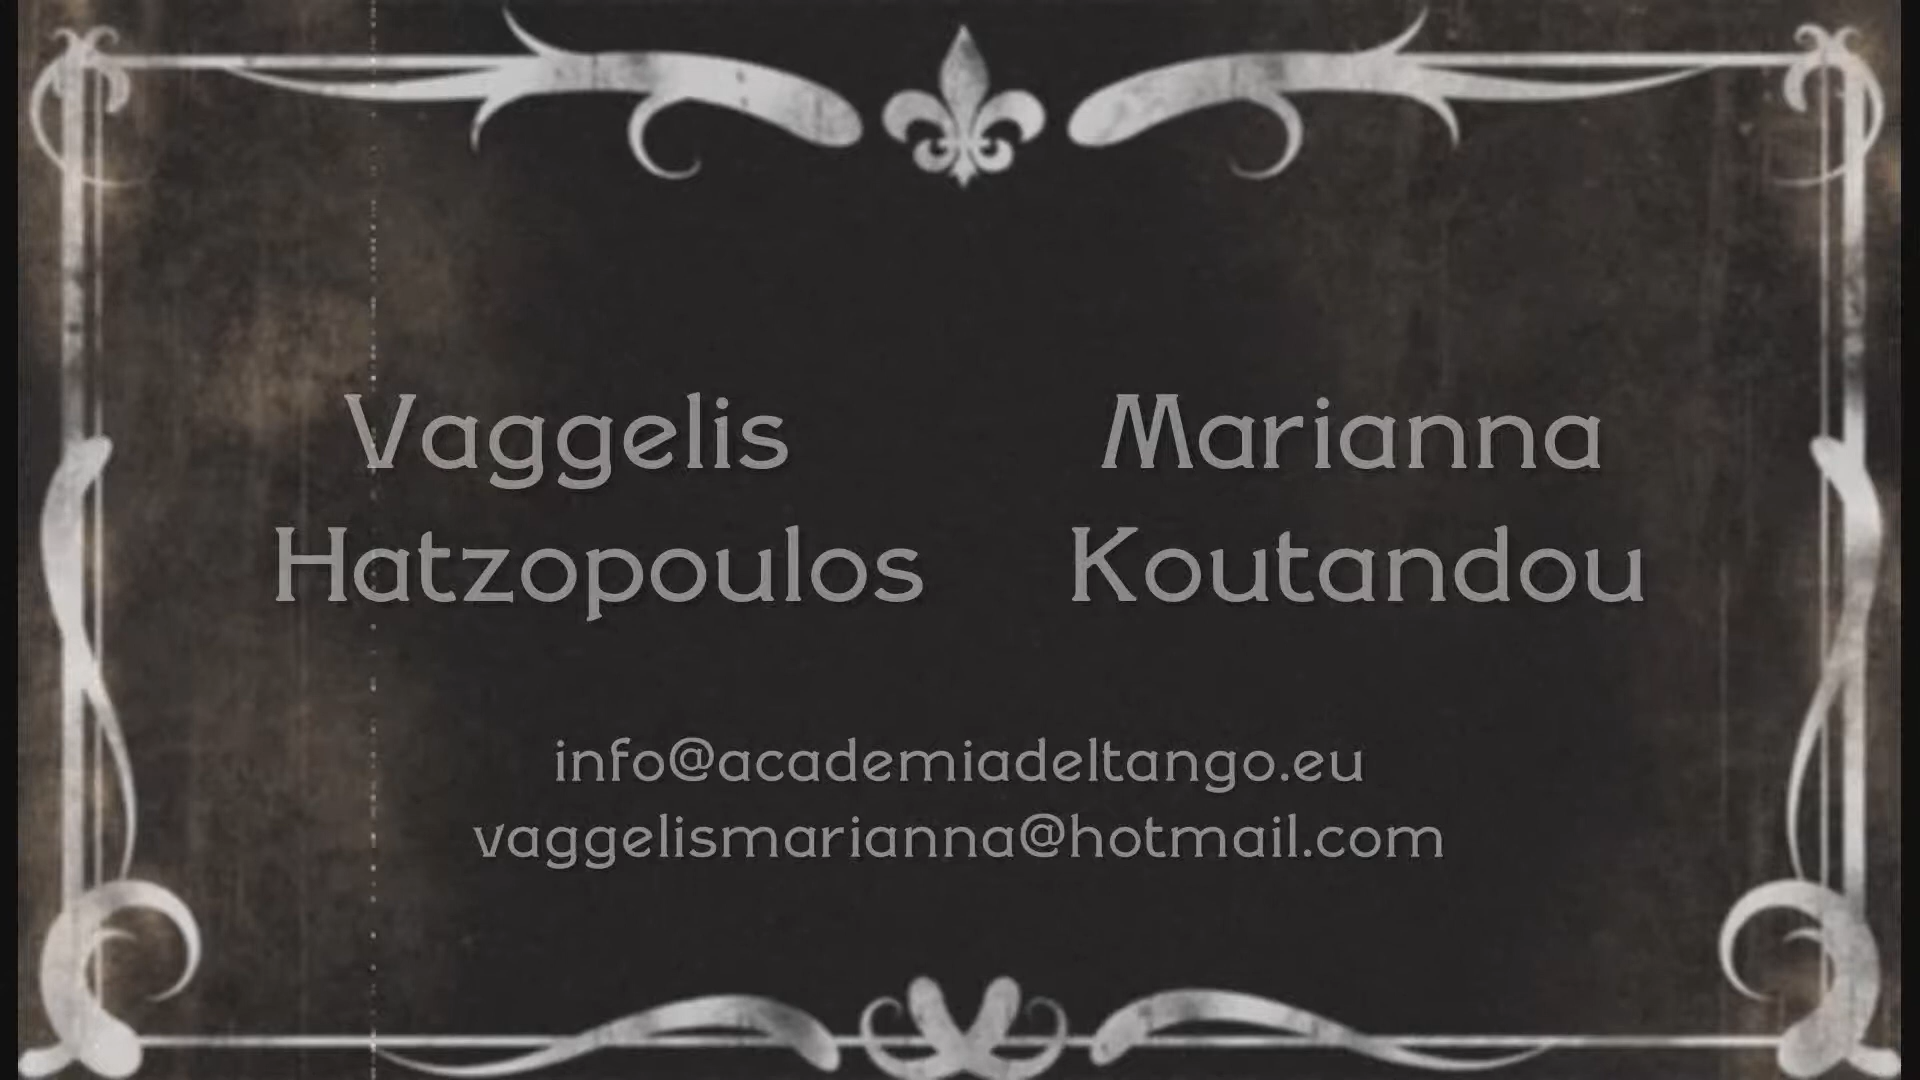 Vaggelis Marianna
Hatzopoulos Koutandou
info@academiadeltango.eu
vaggelismarianna@hotmail.com